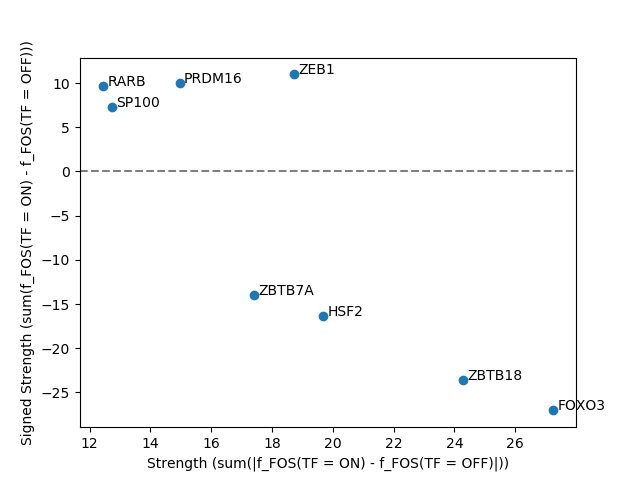 RARB
SP100
PRDM16
ZEB1
ZBTB7A
HSF2
ZBTB18
FOXO3
10
5
0
−5
−10
−15
−20
−25
12
14
16
18
20
22
24
26
Signed Strength (sum(f_FOS(TF = ON) - f_FOS(TF = OFF)))
Strength (sum(|f_FOS(TF = ON) - f_FOS(TF = OFF)|))